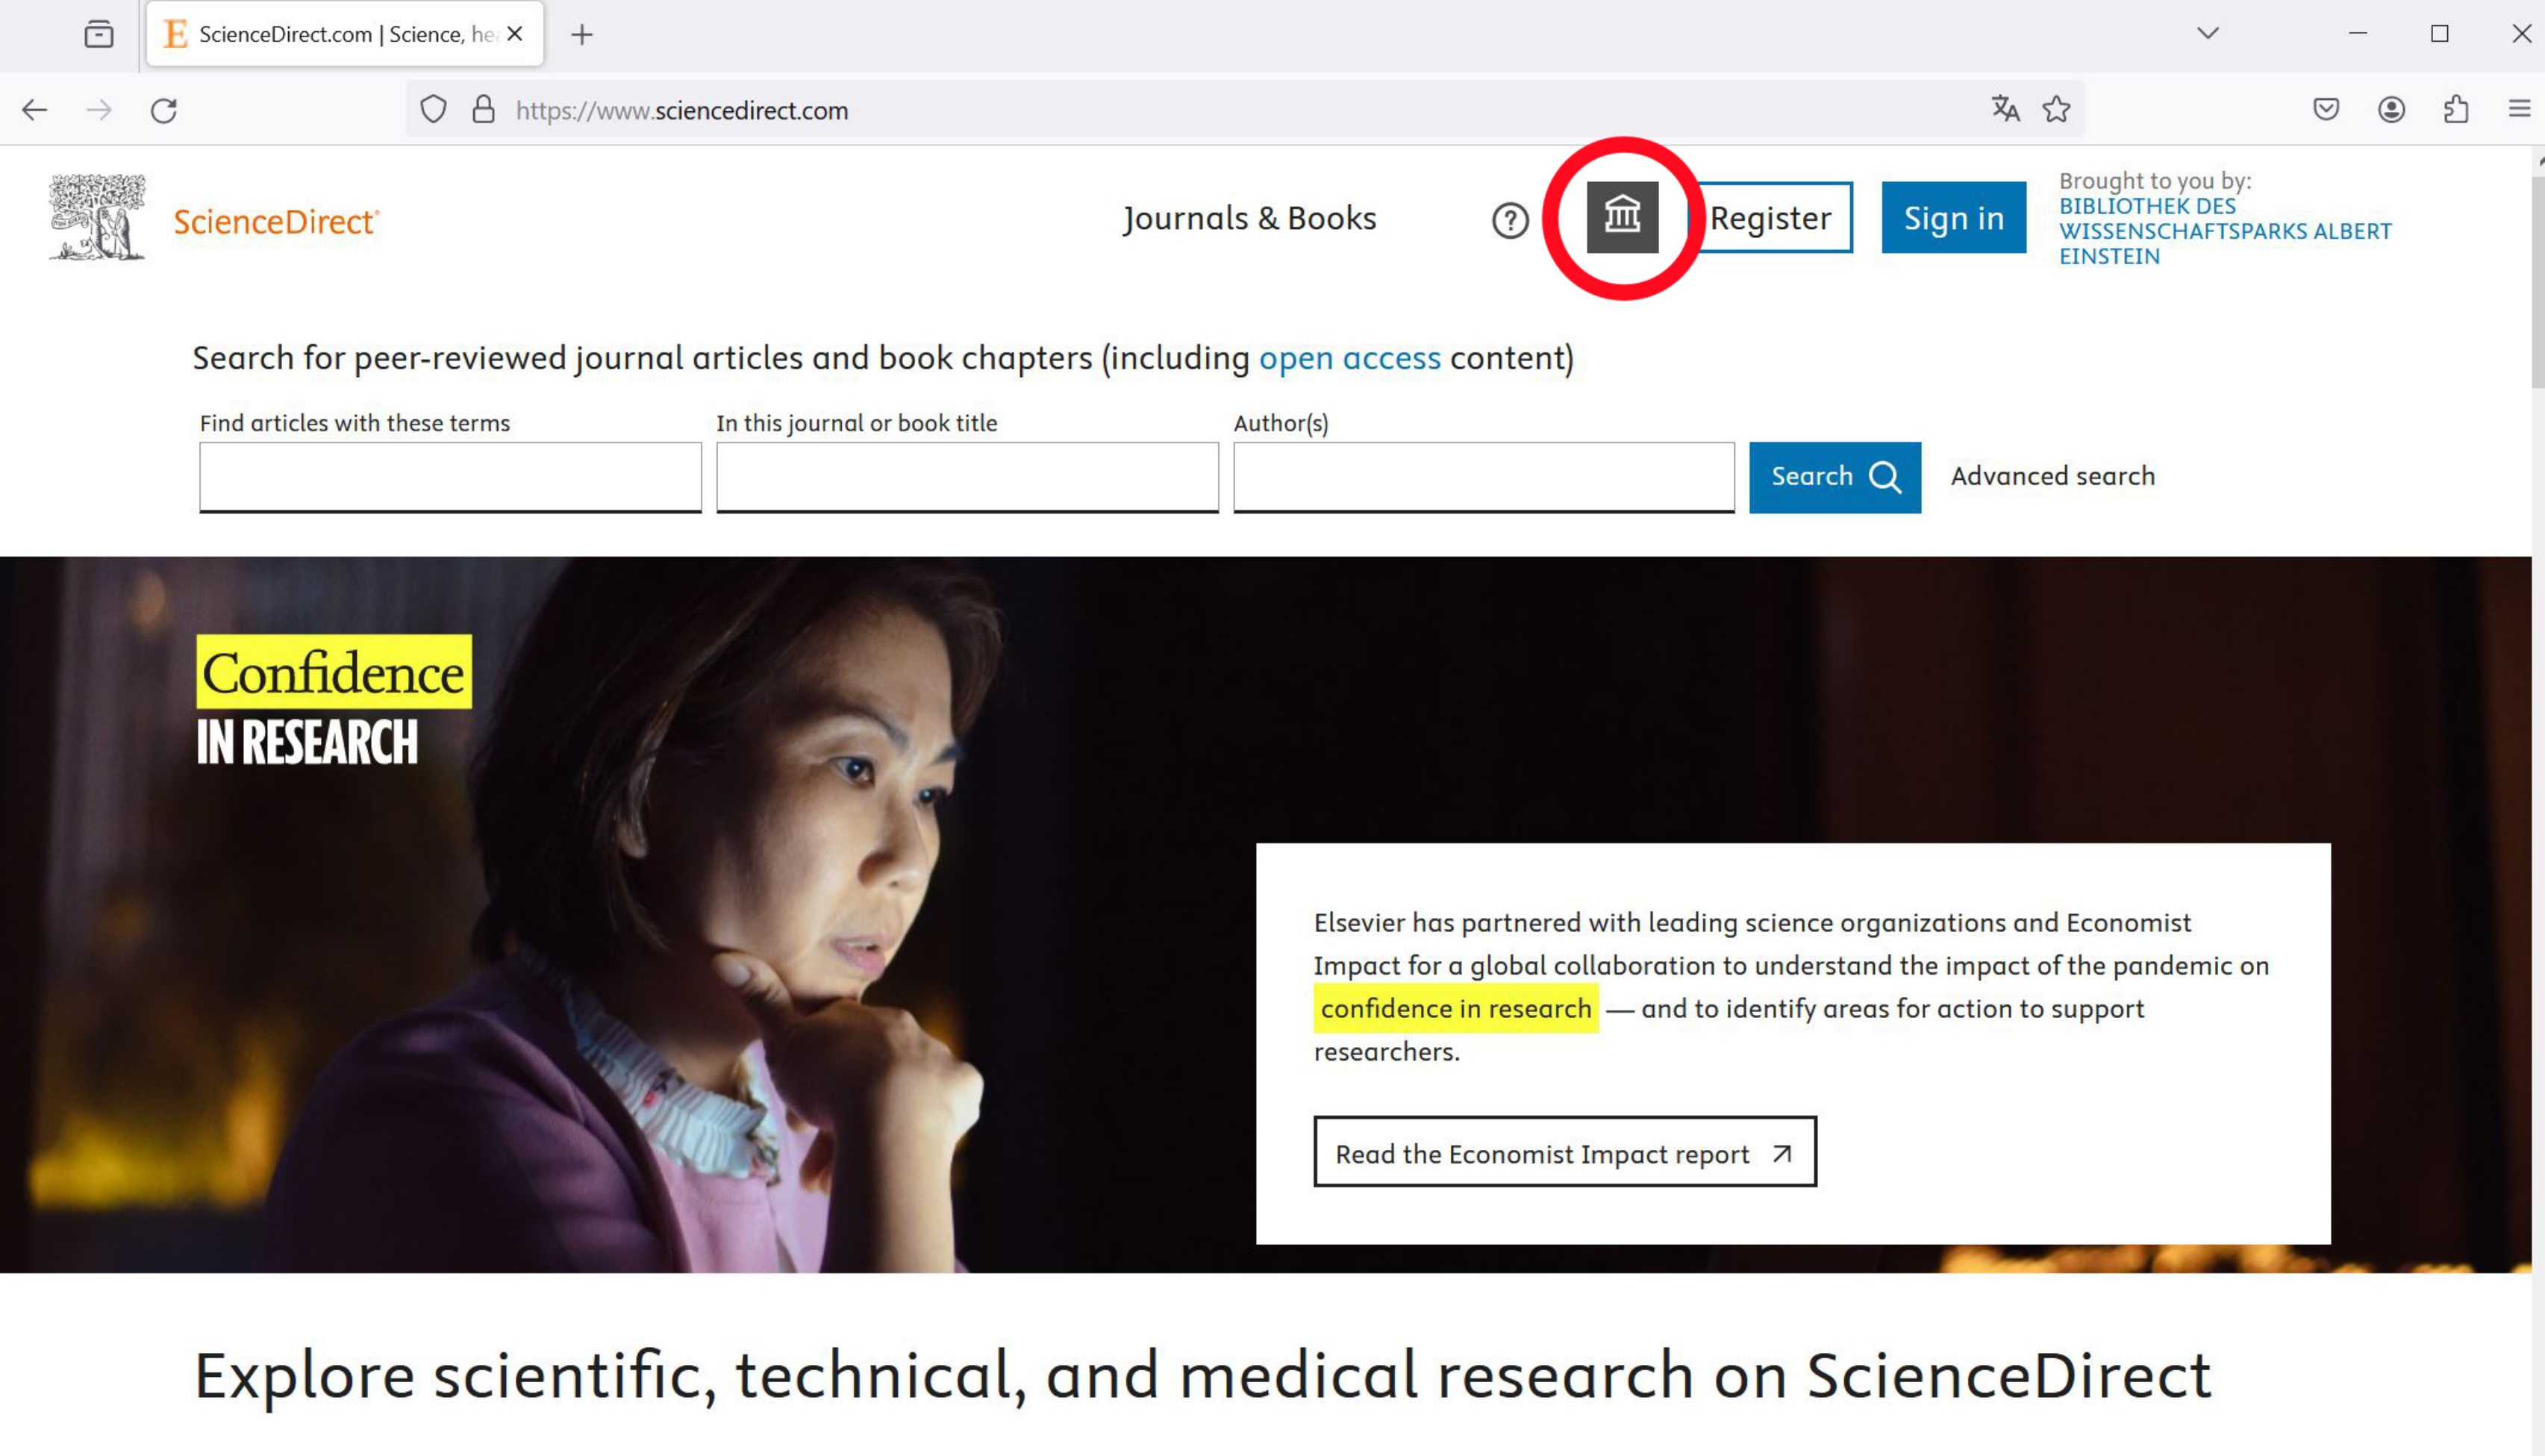 ScienceDirect.com | Science, he
https://www.sciencedirect.com
ScienceDirect
Journals & Books
?
Register
Sign in
Brought to you by:
BIBLIOTHEK DES
WISSENSCHAFTSPARKS ALBERT
EINSTEIN
Search for peer-reviewed journal articles and book chapters (including open access content)
Find articles with these terms
In this journal or book title
Author(s)
Search
Advanced search
Confidence
IN RESEARCH
Elsevier has partnered with leading science organizations and Economist
Impact for a global collaboration to understand the impact of the pandemic on
confidence in research — and to identify areas for action to support
researchers.
Read the Economist Impact report
Explore scientific, technical, and medical research on ScienceDirect